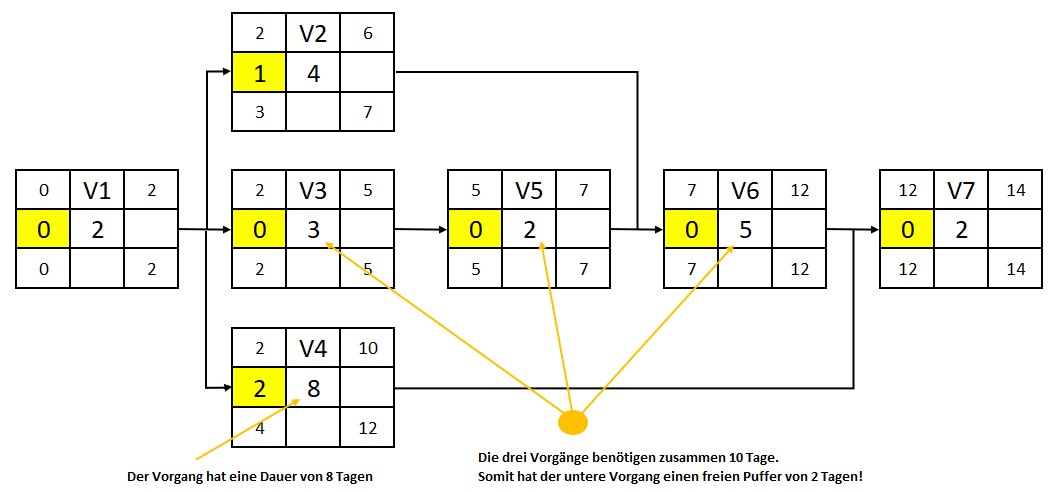 2 V2 6
1 4
3 7
0 V1 2
0 2
0 2
2 V3 5
0 3
2 5
5 V5 7
0 2
5 7
7 V6 12
0 5
7 12
12 V7 14
0 2
12 14
2 V4 10
2 8
4 12
Der Vorgang hat eine Dauer von 8 Tagen
Die drei Vorgänge benötigen zusammen 10 Tage.
Somit hat der untere Vorgang einen freien Puffer von 2 Tagen!